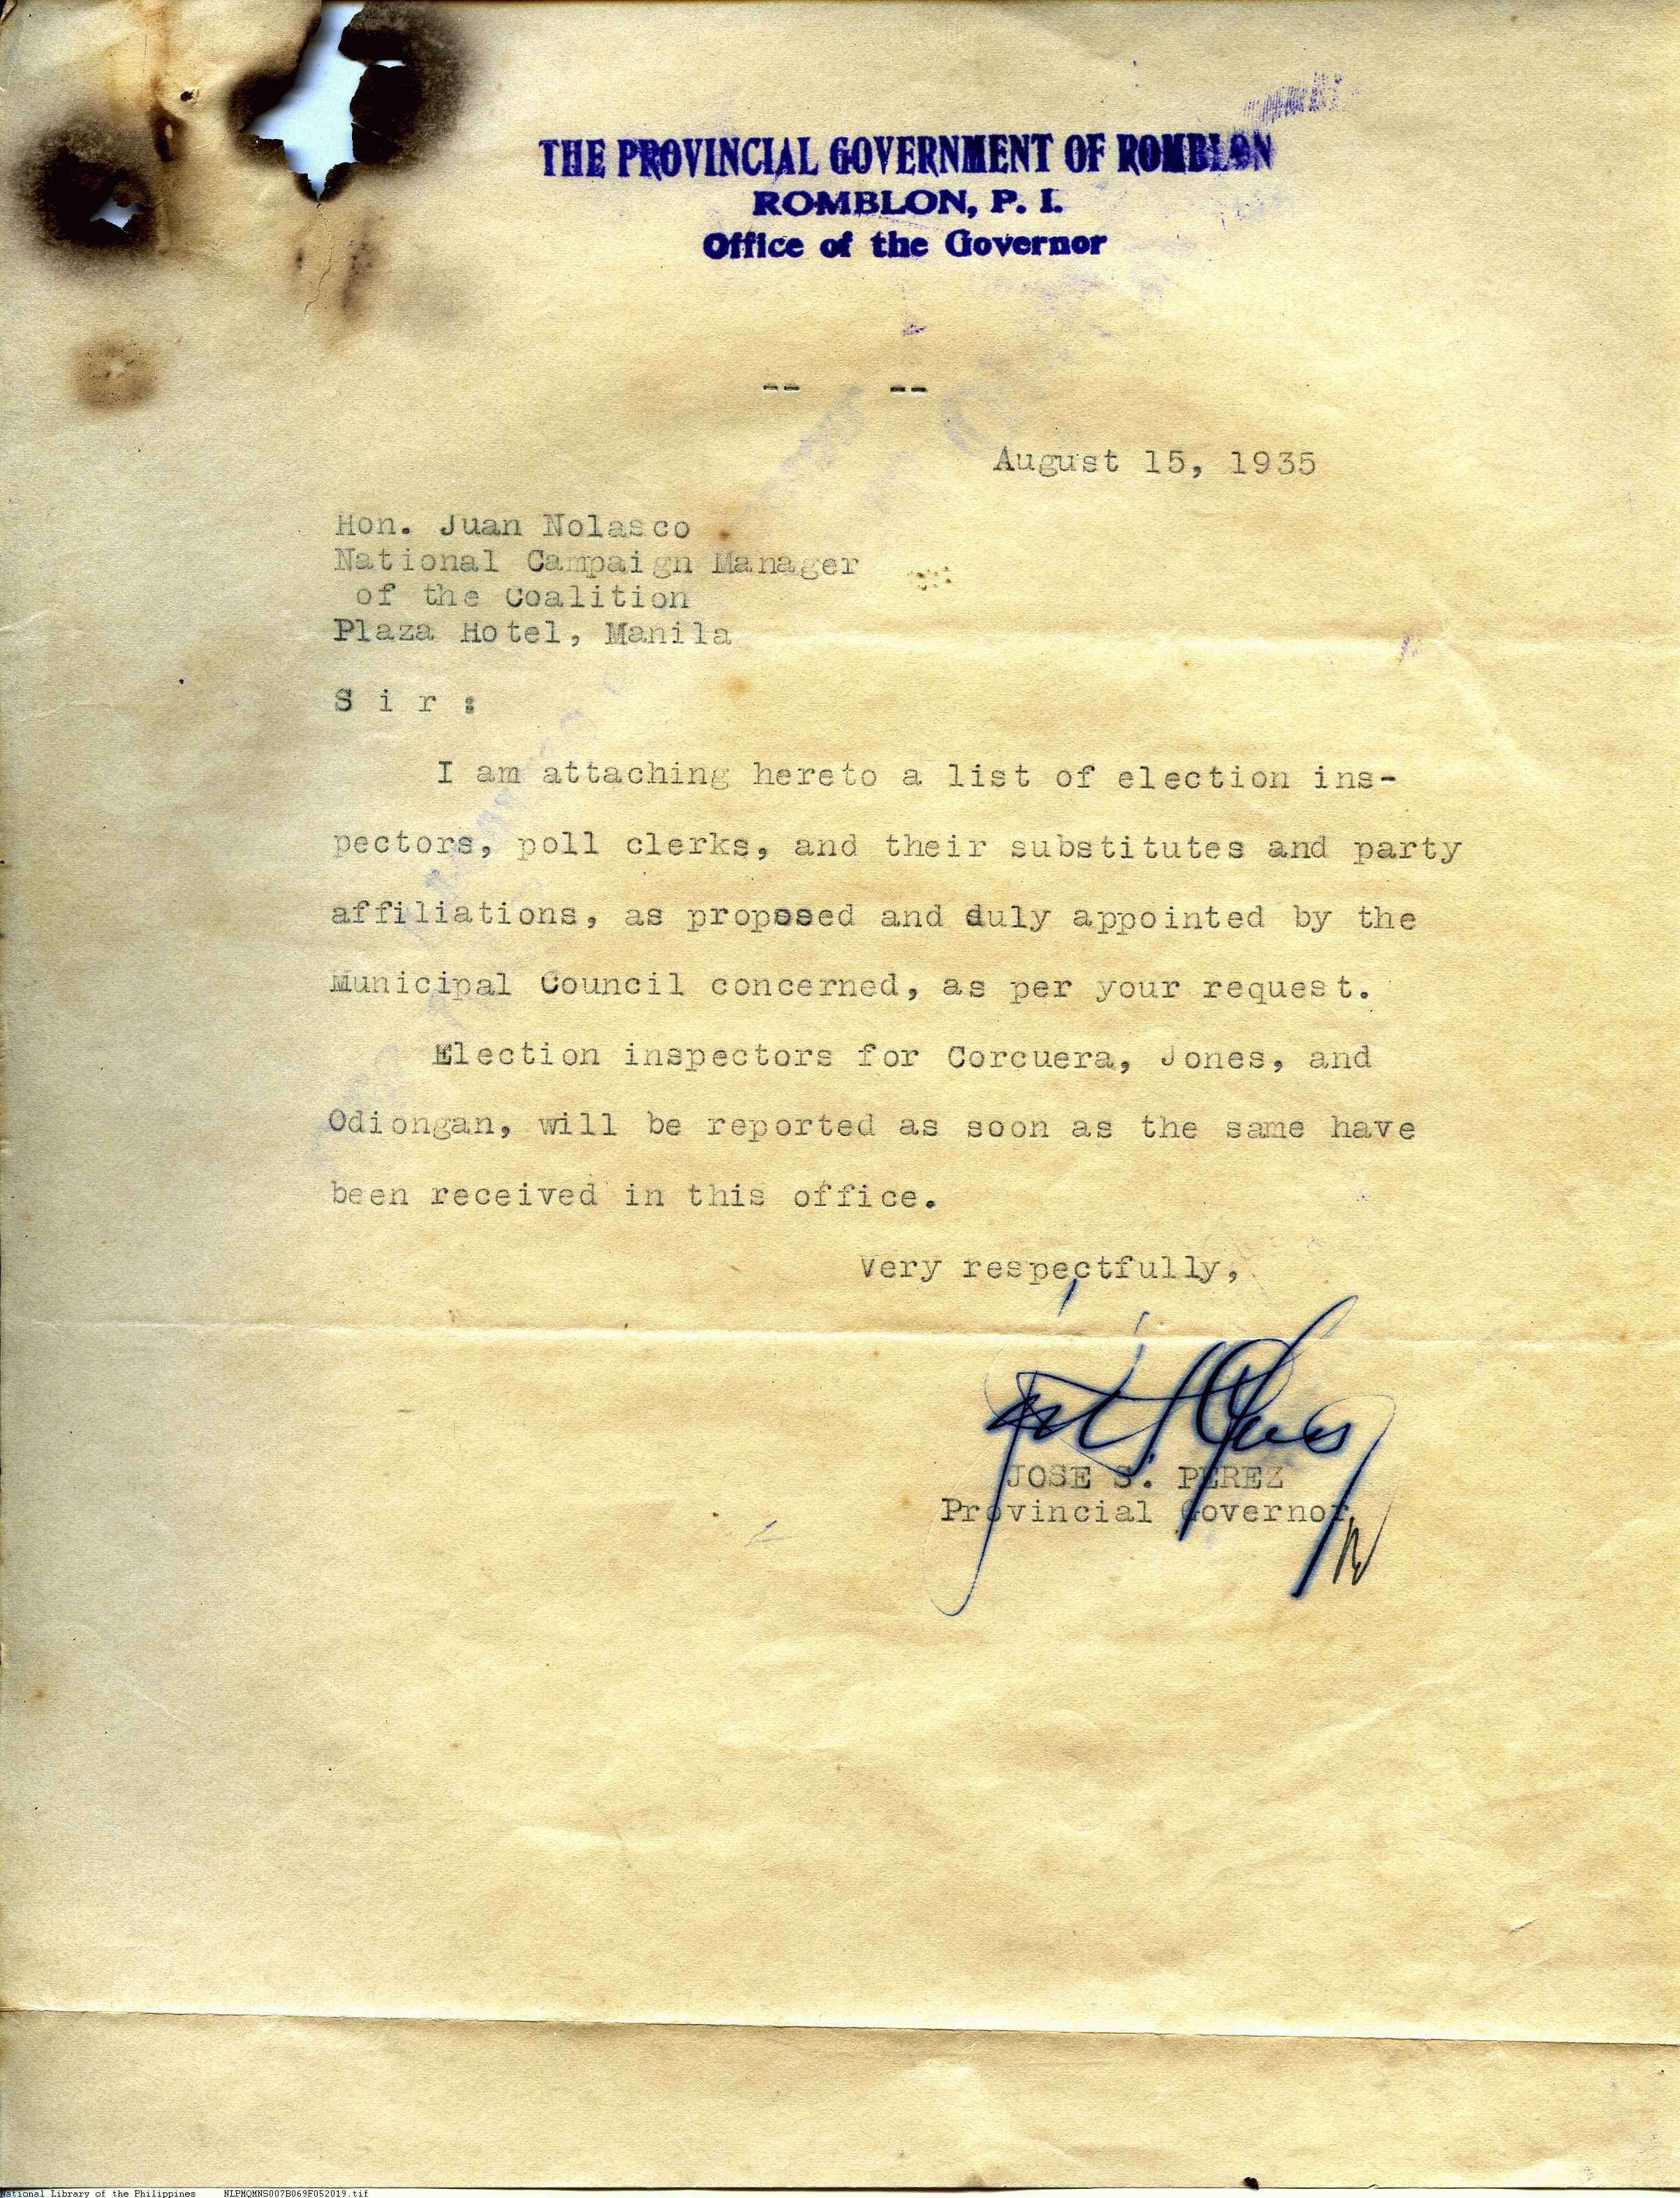 THE PROVINCIAL GOVERNMENT OF ROMBLON
ROMBLON, P. I.
Office of the Governor
-- --
August 15, 1935
Hon. Juan Nolasco
National Campaign Manager
of the Coalition
Plaza Hotel, Manila
S i r :
I am attaching hereto a list of election ins-
pectors, poll clerks, and their substitutes and party
affiliations, as proposed and duly appointed by the
Municipal Council concerned, as per your request.
Election inspectors for Corcuera, Jones, and
Odiongan, will be reported as soon as the same have
been received in this office.
Very respectfully,
JOSE S. PEREZ
Provincial Governor
National Library of the Philippines NLPMQMNS007B069F052019.tif